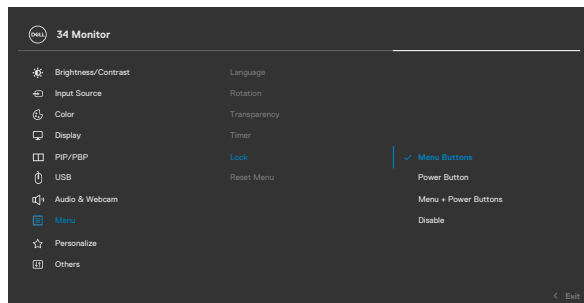 DELL 34 Monitor
Brightness/Contrast Language
Input Source Rotation
Color Transparency
Display Timer
PIP/PBP Lock Menu Buttons
USB Reset Menu Power Button
Audio & Webcam Menu + Power Buttons
Menu Disable
Personalize
Others
< Exit